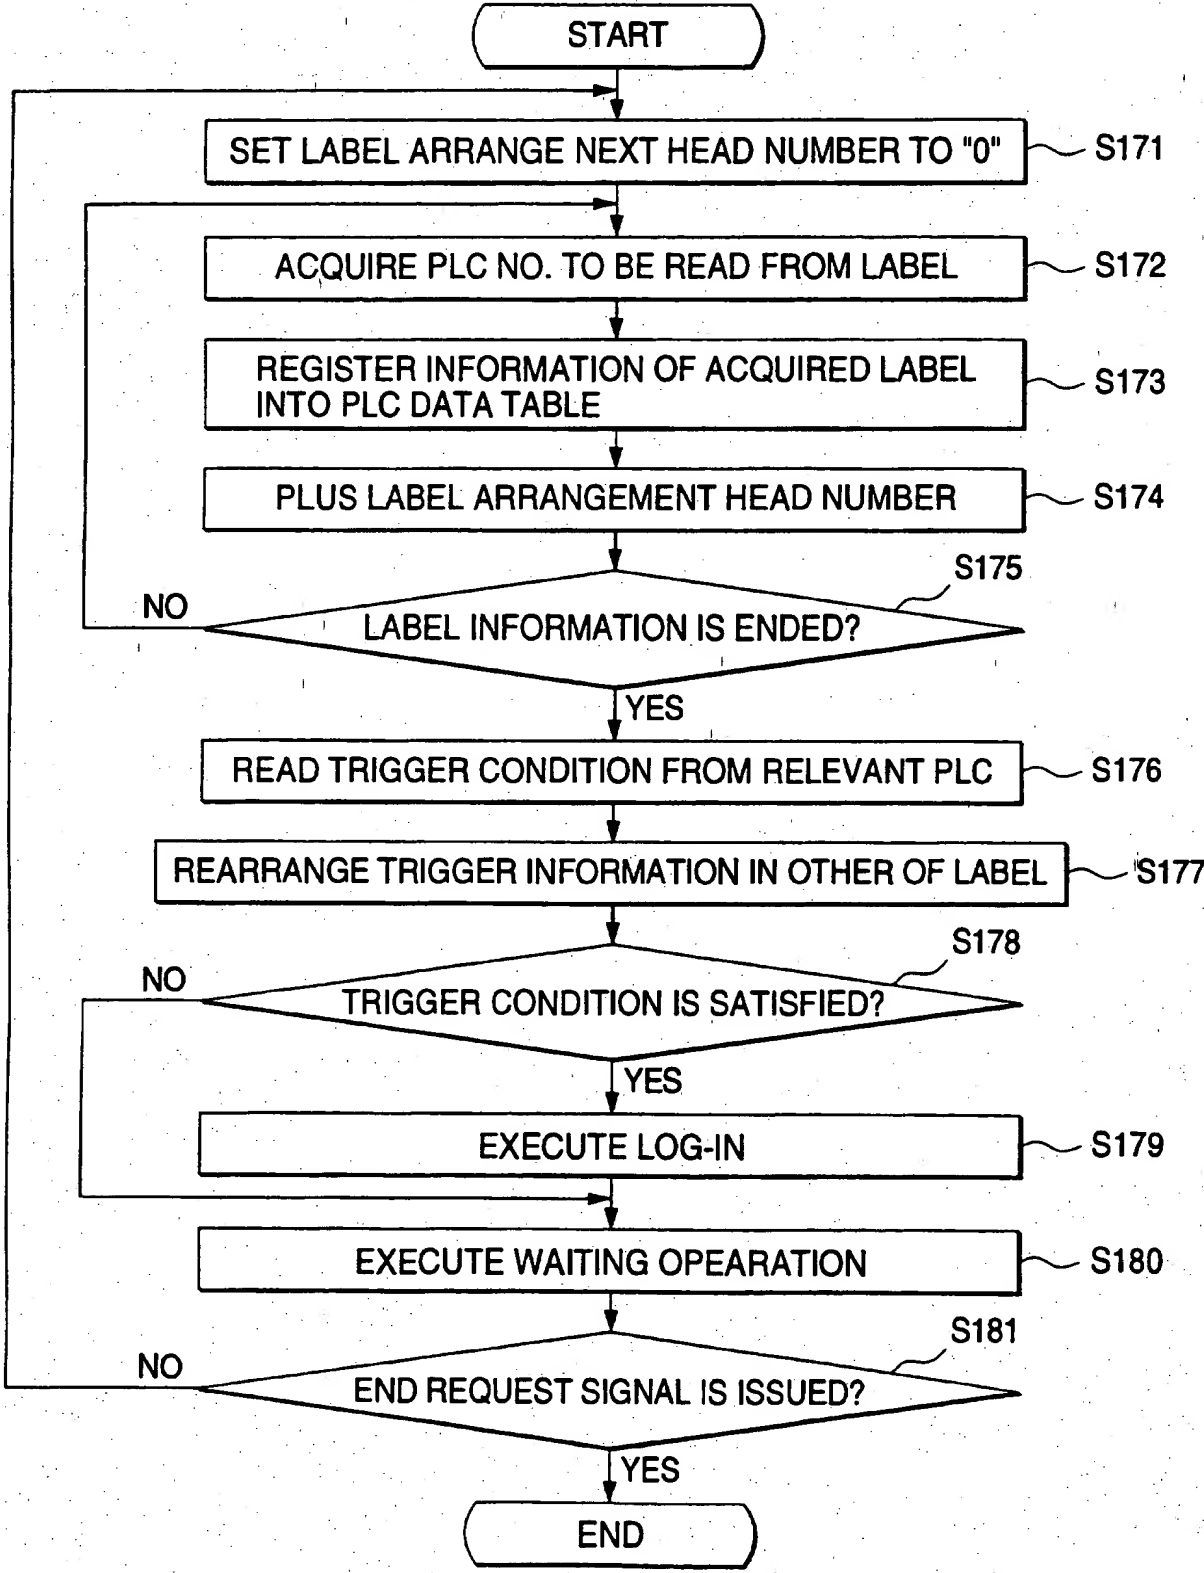 START
SET LABEL ARRANGE NEXT HEAD NUMBER TO "0"
S171
ACQUIRE PLC NO. TO BE READ FROM LABEL
S172
REGISTER INFORMATION OF ACQUIRED LABEL
INTO PLC DATA TABLE
S173
PLUS LABEL ARRANGEMENT HEAD NUMBER
S174
S175
NO
LABEL INFORMATION IS ENDED?
YES
READ TRIGGER CONDITION FROM RELEVANT PLC
S176
REARRANGE TRIGGER INFORMATION IN OTHER OF LABEL
S177
S178
NO
TRIGGER CONDITION IS SATISFIED?
YES
EXECUTE LOG-IN
S179
EXECUTE WAITING OPEARATION
S180
S181
NO
END REQUEST SIGNAL IS ISSUED?
YES
END